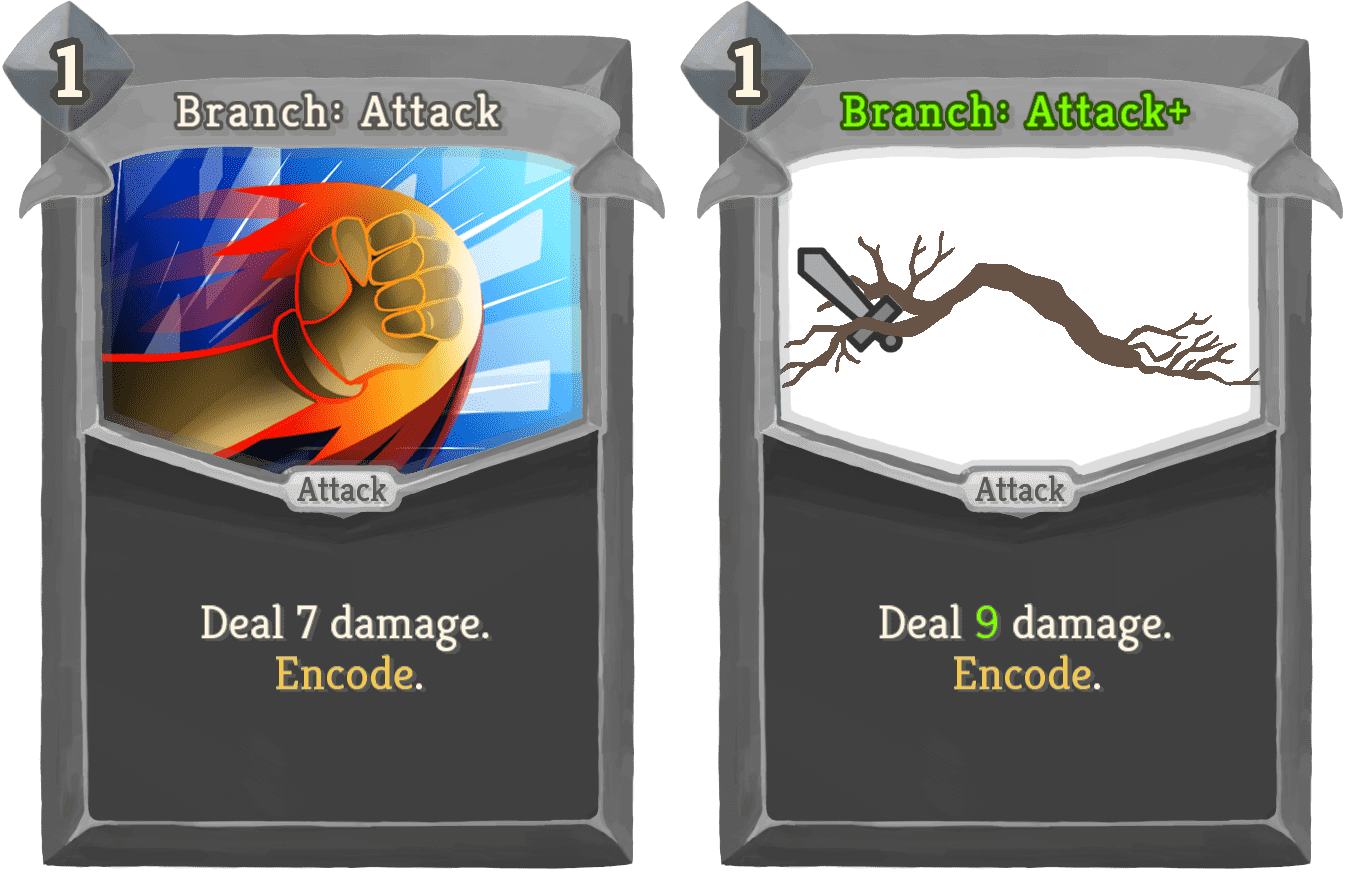 1
Branch: Attack
Attack
Deal 7 damage.
Encode.
1
Branch: Attack+
Attack
Deal 9 damage.
Encode.